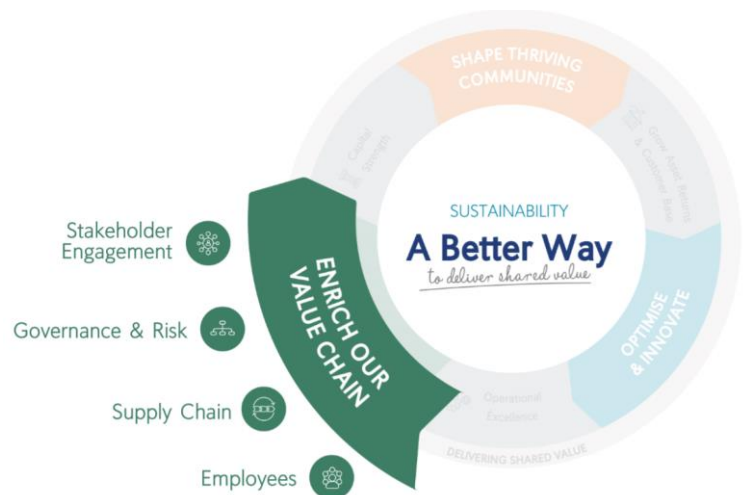 SHAPE THRIVING
COMMUNITIES
Capital
Strength
Grow Asset Returns
& Customer Base
SUSTAINABILITY
A Better Way
to deliver shared value
Stakeholder
Engagement
Governance & Risk
Supply Chain
Employees
ENRICH OUR
VALUE CHAIN
OPTIMISE
& INNOVATE
Operational
Excellence
DELIVERING SHARED VALUE